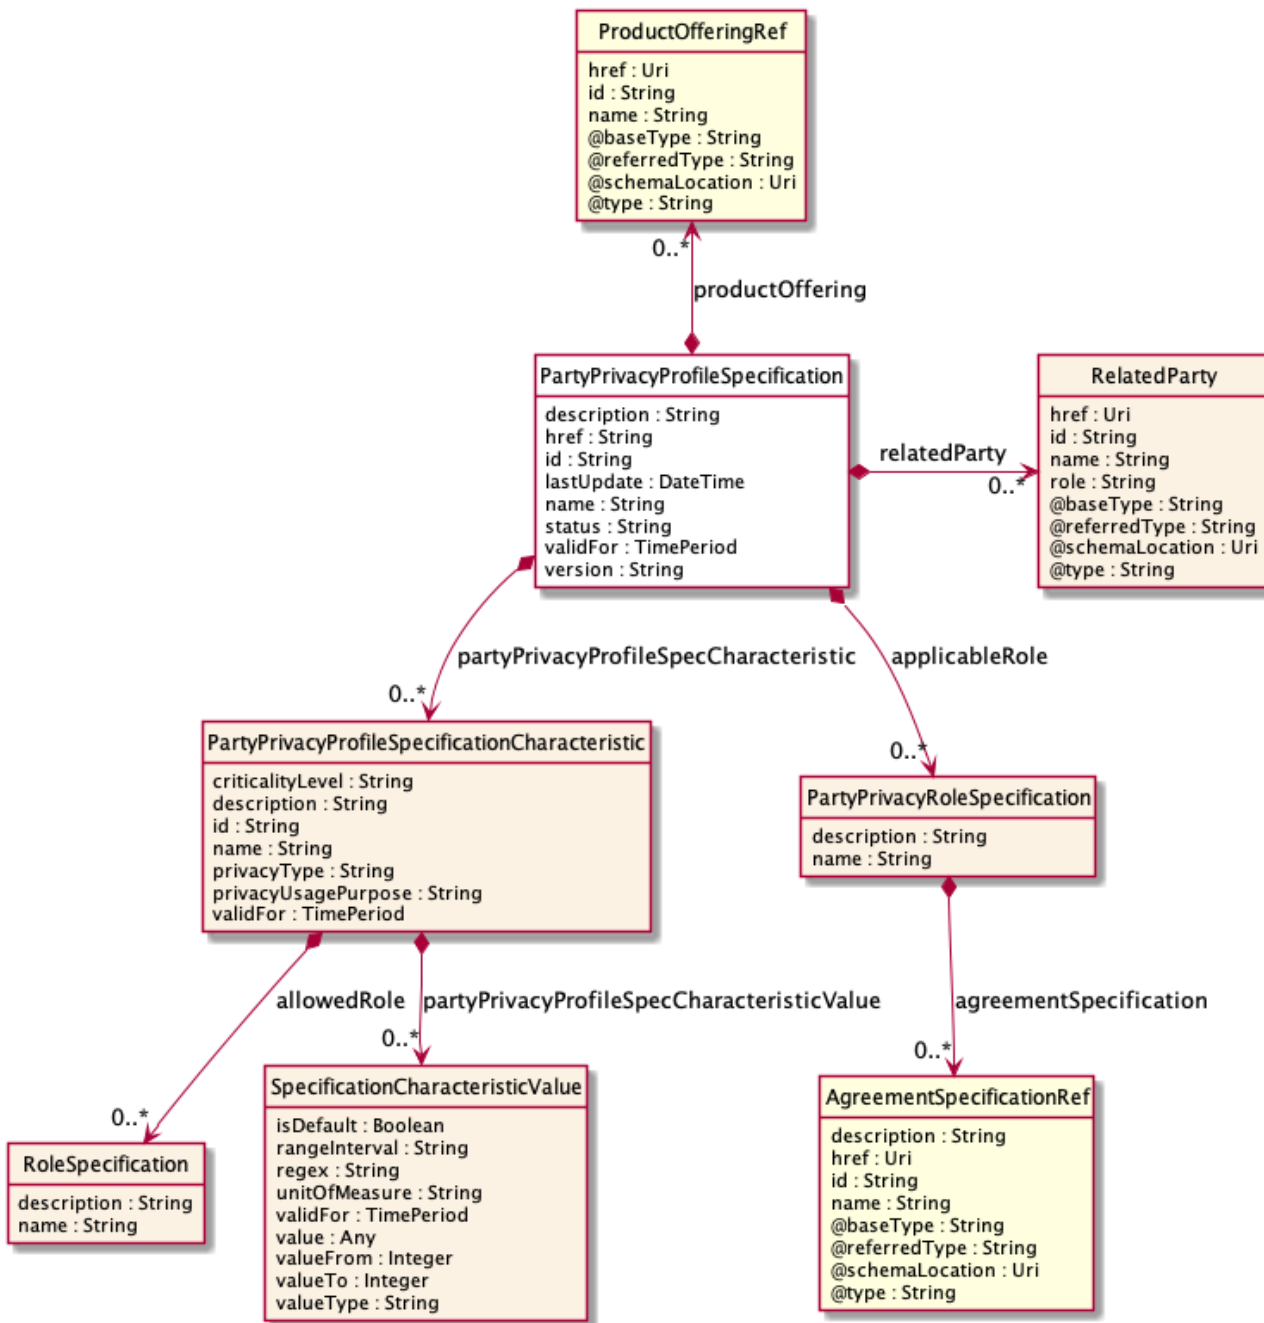 ProductOfferingRef
href : Uri
id : String
name : String
@baseType : String
@referredType : String
@schemaLocation : Uri
@type : String
0..*
productOffering
PartyPrivacyProfileSpecification
description : String
href : String
id : String
lastUpdate : DateTime
name : String
status : String
validFor : TimePeriod
version : String
relatedParty
0..*
RelatedParty
href : Uri
id : String
name : String
role : String
@baseType : String
@referredType : String
@schemaLocation : Uri
@type : String
partyPrivacyProfileSpecCharacteristic
0..*
applicableRole
0..*
PartyPrivacyProfileSpecificationCharacteristic
criticalityLevel : String
description : String
id : String
name : String
privacyType : String
privacyUsagePurpose : String
validFor : TimePeriod
PartyPrivacyRoleSpecification
description : String
name : String
allowedRole
0..*
partyPrivacyProfileSpecCharacteristicValue
0..*
agreementSpecification
0..*
RoleSpecification
description : String
name : String
SpecificationCharacteristicValue
isDefault : Boolean
rangeInterval : String
regex : String
unitOfMeasure : String
validFor : TimePeriod
value : Any
valueFrom : Integer
valueTo : Integer
valueType : String
AgreementSpecificationRef
description : String
href : Uri
id : String
name : String
@baseType : String
@referredType : String
@schemaLocation : Uri
@type : String